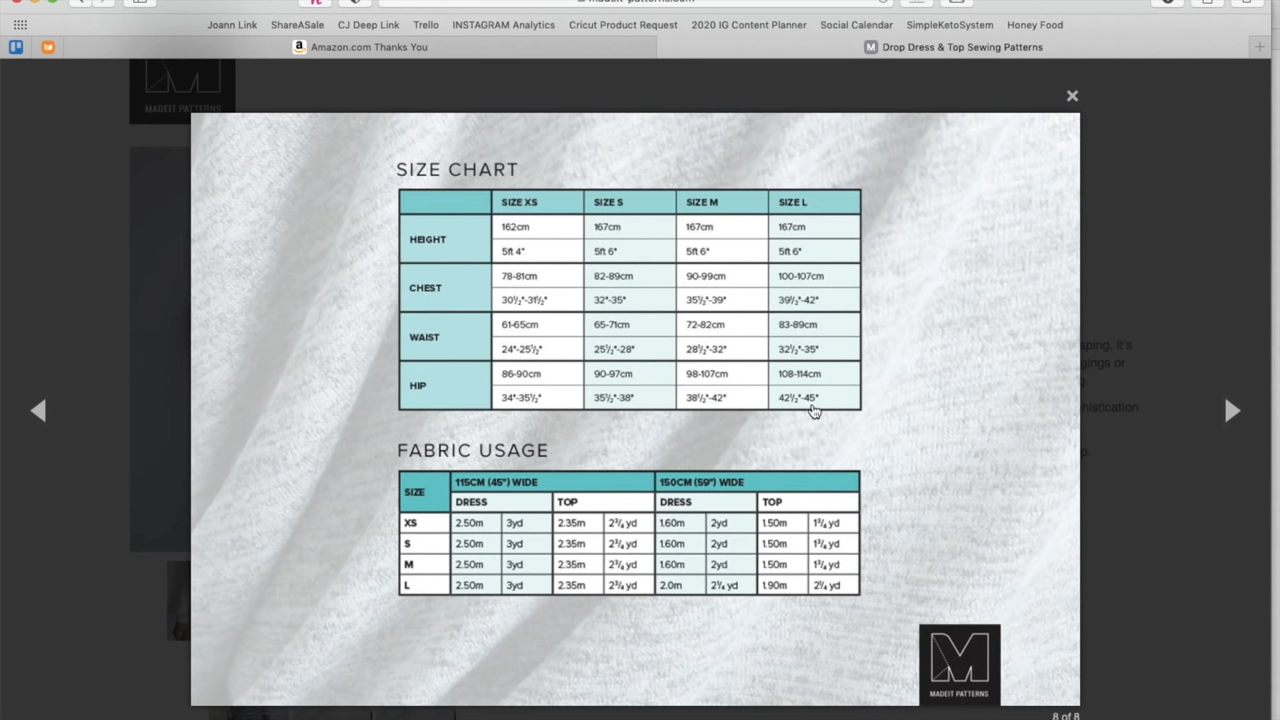 madeit-patterns.com
Joann Link ShareASale CJ Deep Link Trello INSTAGRAM Analytics Cricut Product Request 2020 IG Content Planner Social Calendar SimpleKetoSystem Honey Food
Amazon.com Thanks You M Drop Dress & Top Sewing Patterns
MADEIT PATTERNS
SIZE CHART
SIZE XS SIZE S SIZE M SIZE L
HEIGHT
162cm 167cm 167cm 167cm
5ft 4" 5ft 6" 5ft 6" 5ft 6"
CHEST
78-81cm 82-89cm 90-99cm 100-107cm
30½"-31½" 32"-35" 35½"-39" 39½"-42"
WAIST
61-65cm 65-71cm 72-82cm 83-89cm
24"-25½" 25½"-28" 28½"-32" 32½"-35"
HIP
86-90cm 90-97cm 98-107cm 108-114cm
34"-35½" 35½"-38" 38½"-42" 42½"-45"
ping, it's
gings or
histication
FABRIC USAGE
SIZE 115CM (45") WIDE 150CM (59") WIDE
DRESS TOP DRESS TOP
XS 2.50m 3yd 2.35m 2¾ yd 1.60m 2yd 1.50m 1¾ yd
S 2.50m 3yd 2.35m 2¾ yd 1.60m 2yd 1.50m 1¾ yd
M 2.50m 3yd 2.35m 2¾ yd 1.60m 2yd 1.50m 1¾ yd
L 2.50m 3yd 2.35m 2¾ yd 2.0m 2¼ yd 1.90m 2¼ yd
M
MADEIT PATTERNS
8 of 8